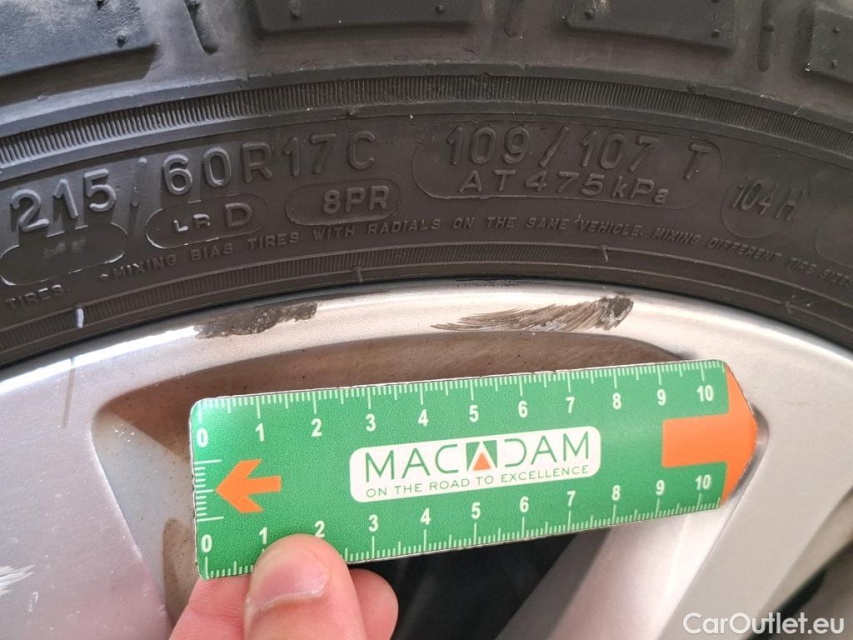 215/60R17C 109/107 T
LR D 8PR AT 475 kPa 104H
TIRES. MIXING BIAS TIRES WITH RADIALS ON THE SAME VEHICLE. MIXING DIFFERENT TIRE
0 1 2 3 4 5 6 7 8 9 10
MACADAM
ON THE ROAD TO EXCELLENCE
0 1 2 3 4 5 6 7 8 9 10
CarOutlet.eu